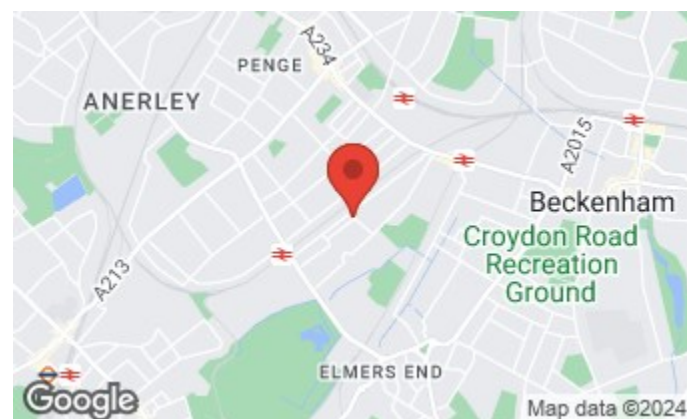 A234
PENGE
ANERLEY
A2015
Beckenham
Croydon Road
Recreation
Ground
A213
ELMERS END
Google
Map data ©2024